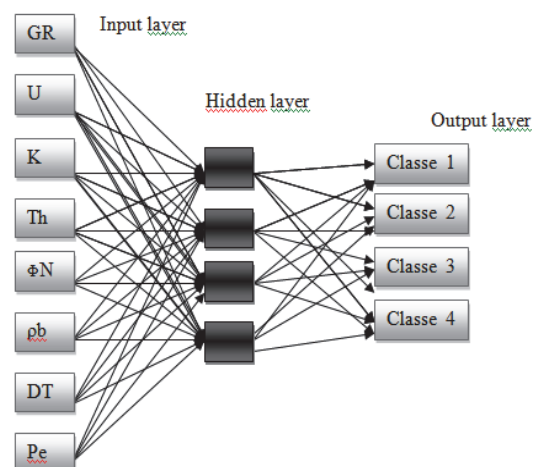 Input layer
GR
U
K
Th
ΦN
ρb
DT
Pe
Hidden layer
Output layer
Classe 1
Classe 2
Classe 3
Classe 4